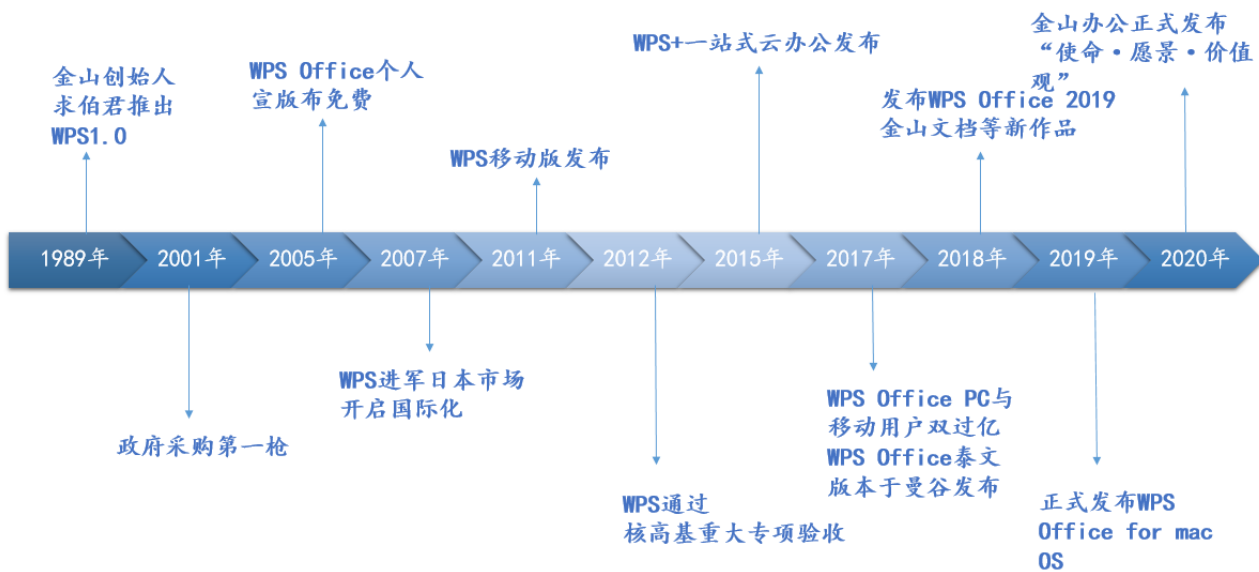 金山创始人
求伯君推出
WPS1.0
WPS Office个人
宣版布免费
WPS移动版发布
WPS+一站式云办公发布
发布WPS Office 2019
金山文档等新作品
金山办公正式发布
“使命·愿景·价值
观”
1989年
2001年
2005年
2007年
2011年
2012年
2015年
2017年
2018年
2019年
2020年
政府采购第一枪
WPS进军日本市场
开启国际化
WPS通过
核高基重大专项验收
WPS Office PC与
移动用户双过亿
WPS Office泰文
版本于曼谷发布
正式发布WPS
Office for mac
OS